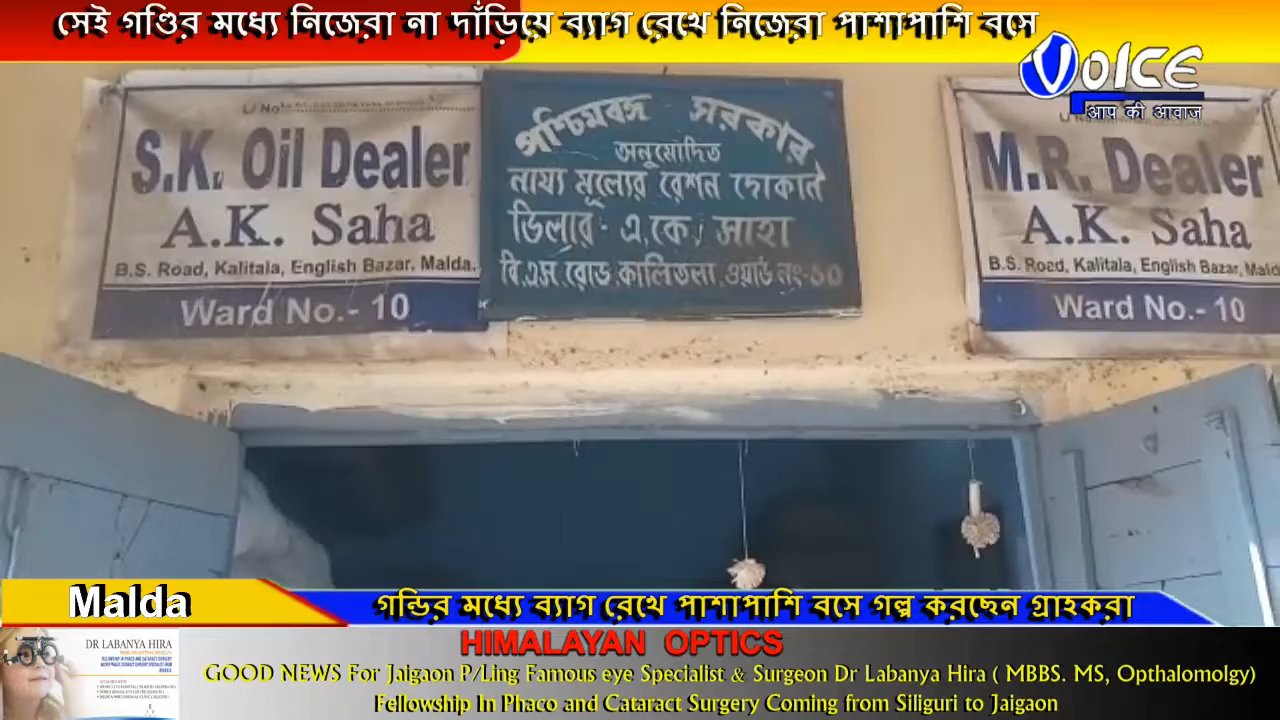 সেই গণ্ডির মধ্যে নিজেরা না দাঁড়িয়ে ব্যাগ রেখে নিজেরা পাশাপাশি বসে
VOICE
आप की आवाज
L/ No
S.K. Oil Dealer
A.K. Saha
B.S. Road, Kalitala, English Bazar, Malda.
Ward No.- 10
পশ্চিমবঙ্গ সরকার
অনুমোদিত
নায্য মূল্যের রেশন দোকান
ডিলার - এ.কে. সাহা
বি.এস.রোড.কালিতলা.ওয়ার্ড নং-১০
M.R. Dealer
A.K. Saha
B.S. Road, Kalitala, English Bazar, Mald
Ward No.- 10
Malda
গন্ডির মধ্যে ব্যাগ রেখে পাশাপাশি বসে গল্প করছেন গ্রাহকরা
DR LABANYA HIRA
HIMALAYAN OPTICS
GOOD NEWS For Jaigaon P/Ling Famous eye Specialist & Surgeon Dr Labanya Hira ( MBBS. MS, Opthalomolgy)
Fellowship In Phaco and Cataract Surgery Coming from Siliguri to Jaigaon